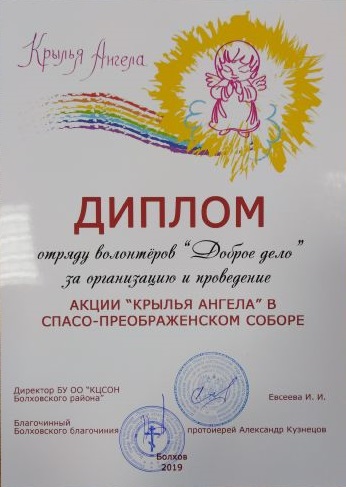 Крылья Ангела
ДИПЛОМ
отряду волонтёров “Доброе дело”
за организацию и проведение
АКЦИИ “КРЫЛЬЯ АНГЕЛА” В
СПАСО-ПРЕОБРАЖЕНСКОМ СОБОРЕ
Директор БУ ОО “КЦСОН
Болховского района”
Евсеева И. И.
Благочинный
Болховского благочиния
протоиерей Александр Кузнецов
Болхов
2019